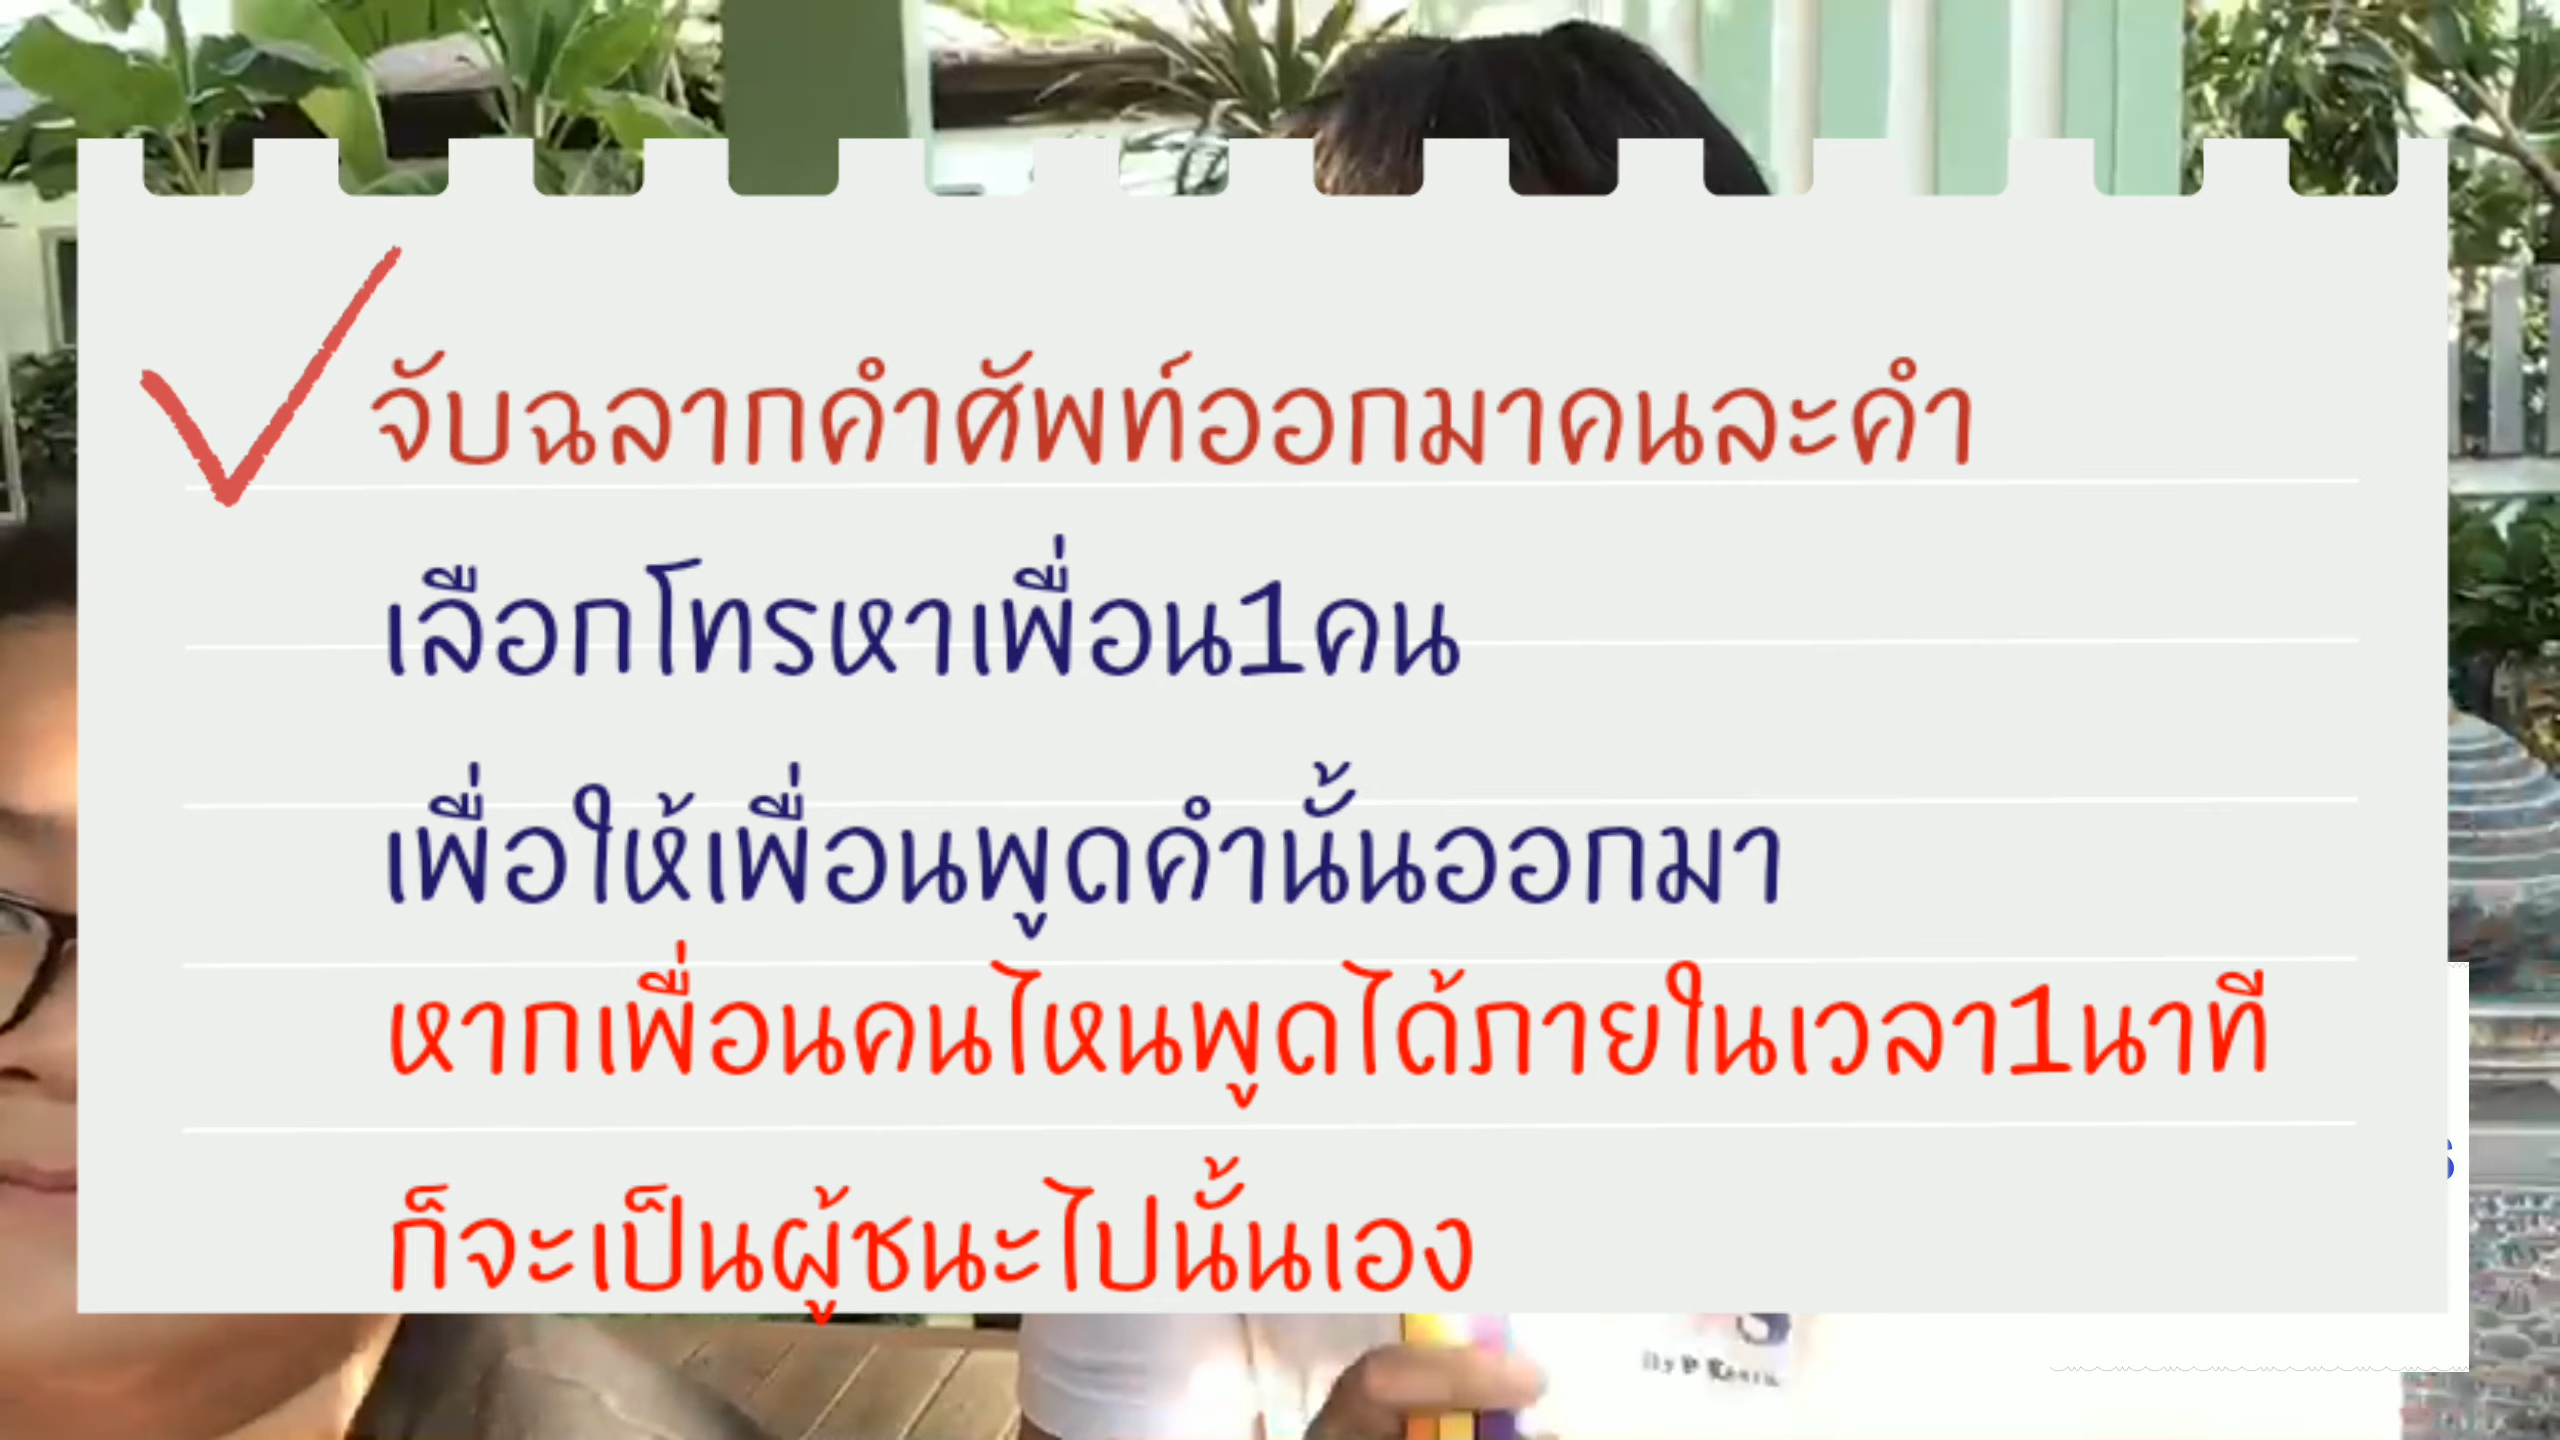 จับฉลากคำศัพท์ออกมาคนละคำ
เลือกโทรหาเพื่อน1คน
เพื่อให้เพื่อนพูดคำนั้นออกมา
หากเพื่อนคนไหนพูดได้ภายในเวลา1นาที
ก็จะเป็นผู้ชนะไปนั้นเอง